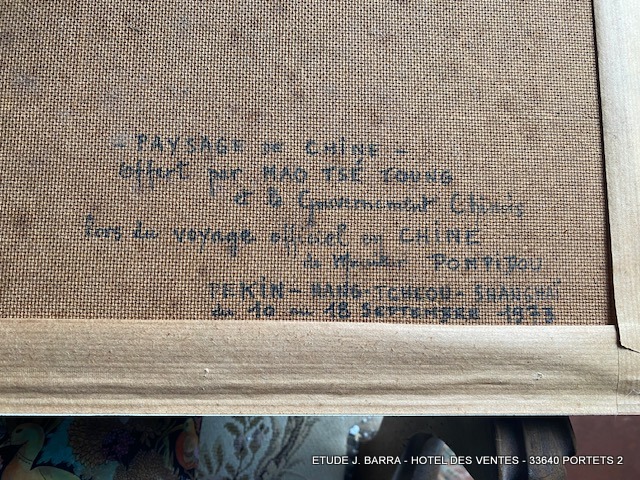 - PAYSAGE DE CHINE -
offert par MAO TSÉ TOUNG
et le Gouvernement Chinois
lors du voyage officiel en CHINE
de Monsieur POMPIDOU
PEKIN - HANG-TCHEOU - SHANGHAÏ
du 10 au 18 SEPTEMBRE 1973
ETUDE J. BARRA - HOTEL DES VENTES - 33640 PORTETS 2